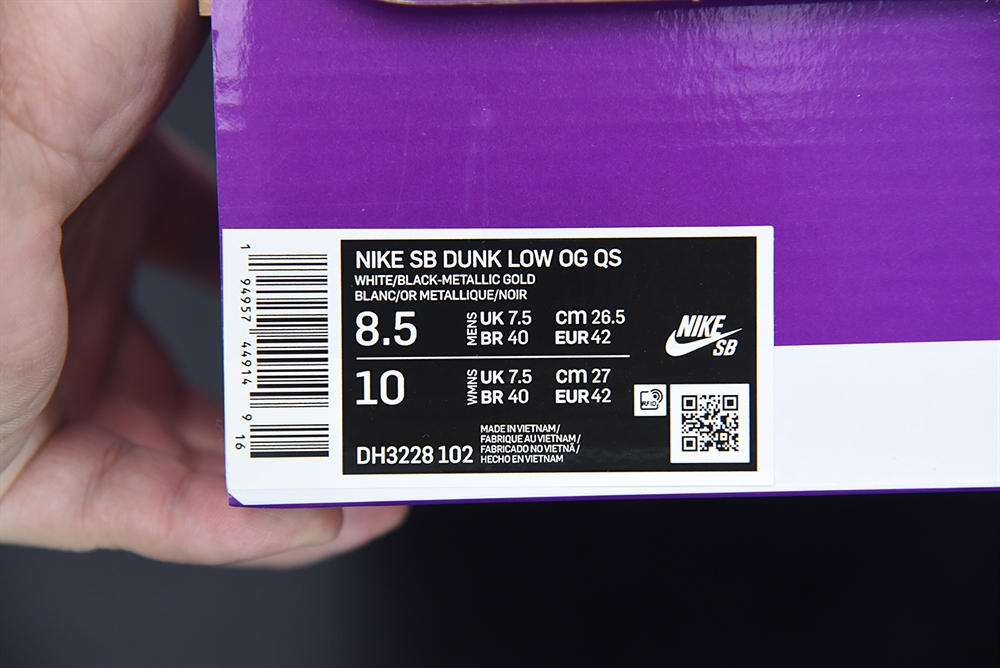 NIKE SB DUNK LOW OG QS
WHITE/BLACK-METALLIC GOLD
BLANC/OR METALLIQUE/NOIR
8.5 MENS UK 7.5 cm 26.5
BR 40 EUR 42
10 WMNS UK 7.5 cm 27
BR 40 EUR 42
NIKE
SB
RFID
DH3228 102
MADE IN VIETNAM/
FABRIQUE AU VIETNAM/
FABRICADO NO VIETNÃ/
HECHO EN VIETNAM
1 94957 44914 9 16